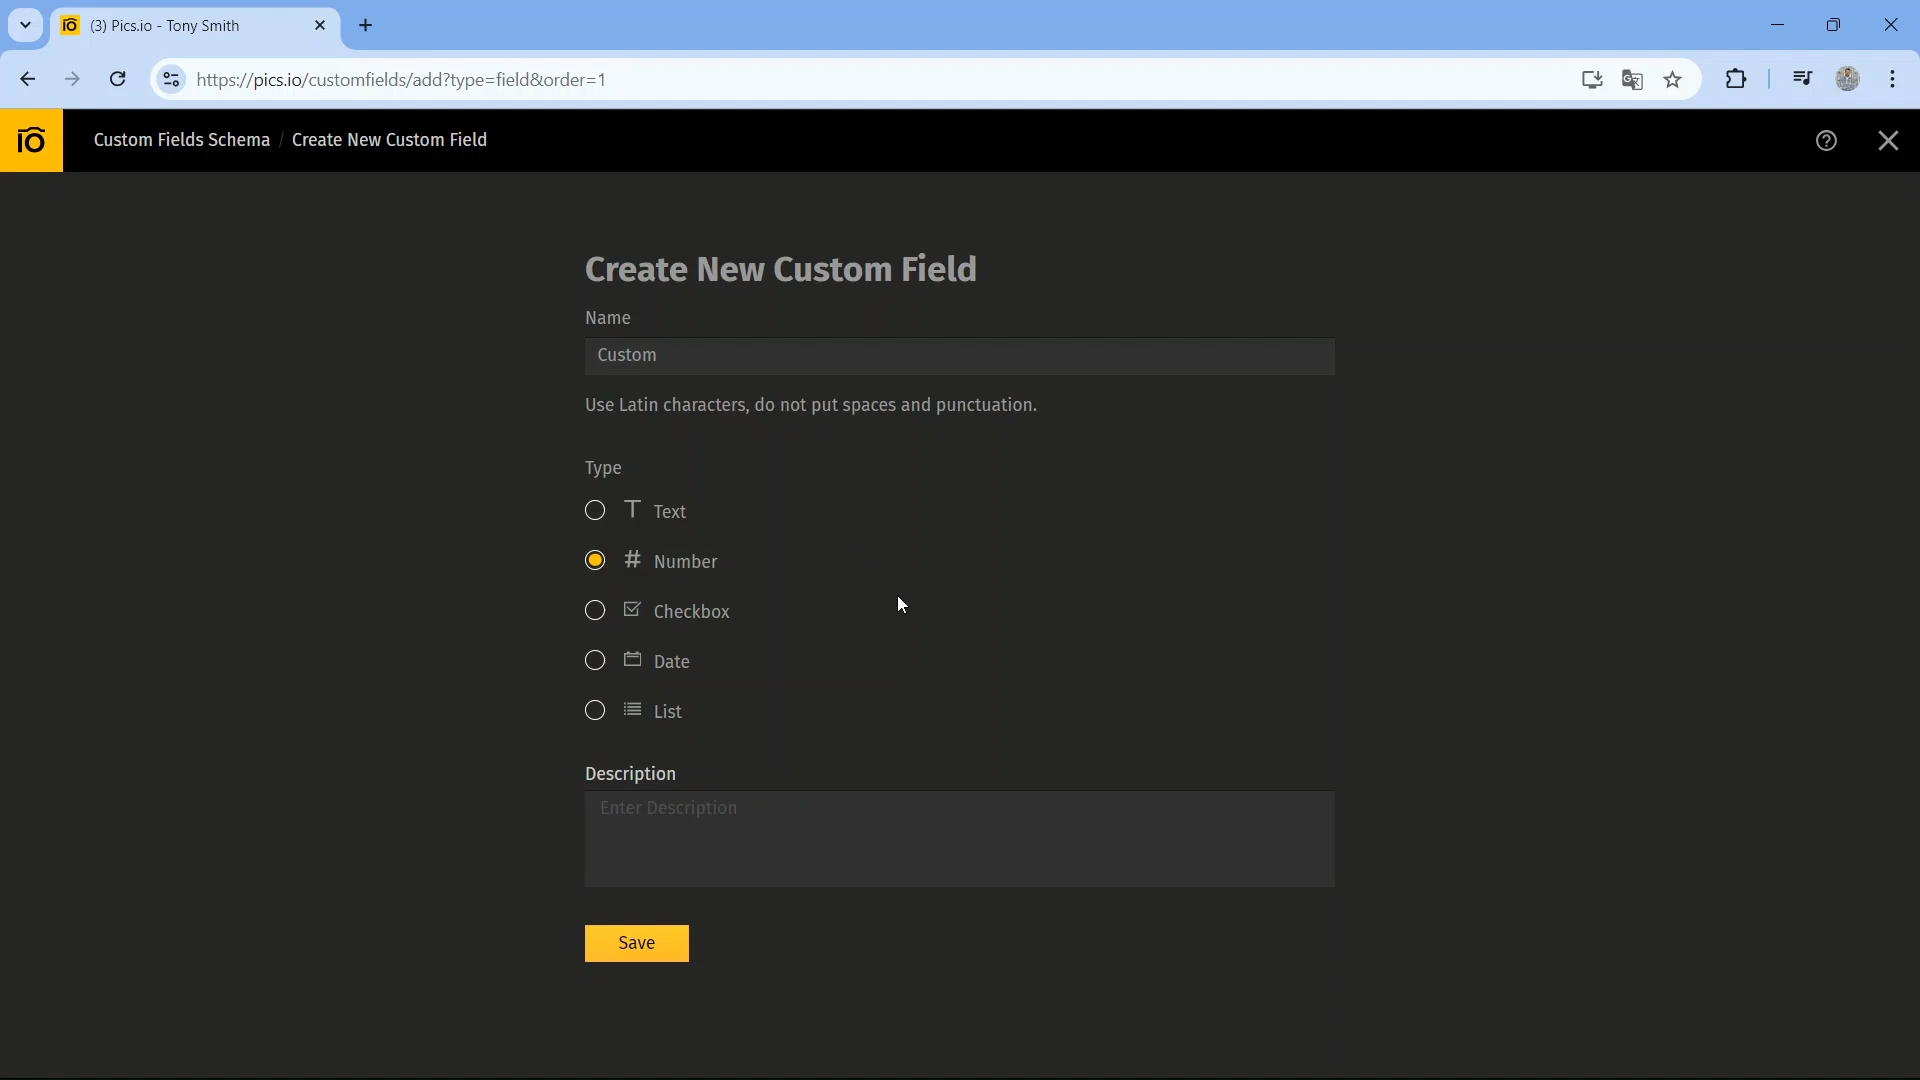 (3) Pics.io - Tony Smith
https://pics.io/customfields/add?type=field&order=1
Custom Fields Schema / Create New Custom Field
Create New Custom Field
Name
Custom
Use Latin characters, do not put spaces and punctuation.
Type
Text
Number
Checkbox
Date
List
Description
Enter Description
Save